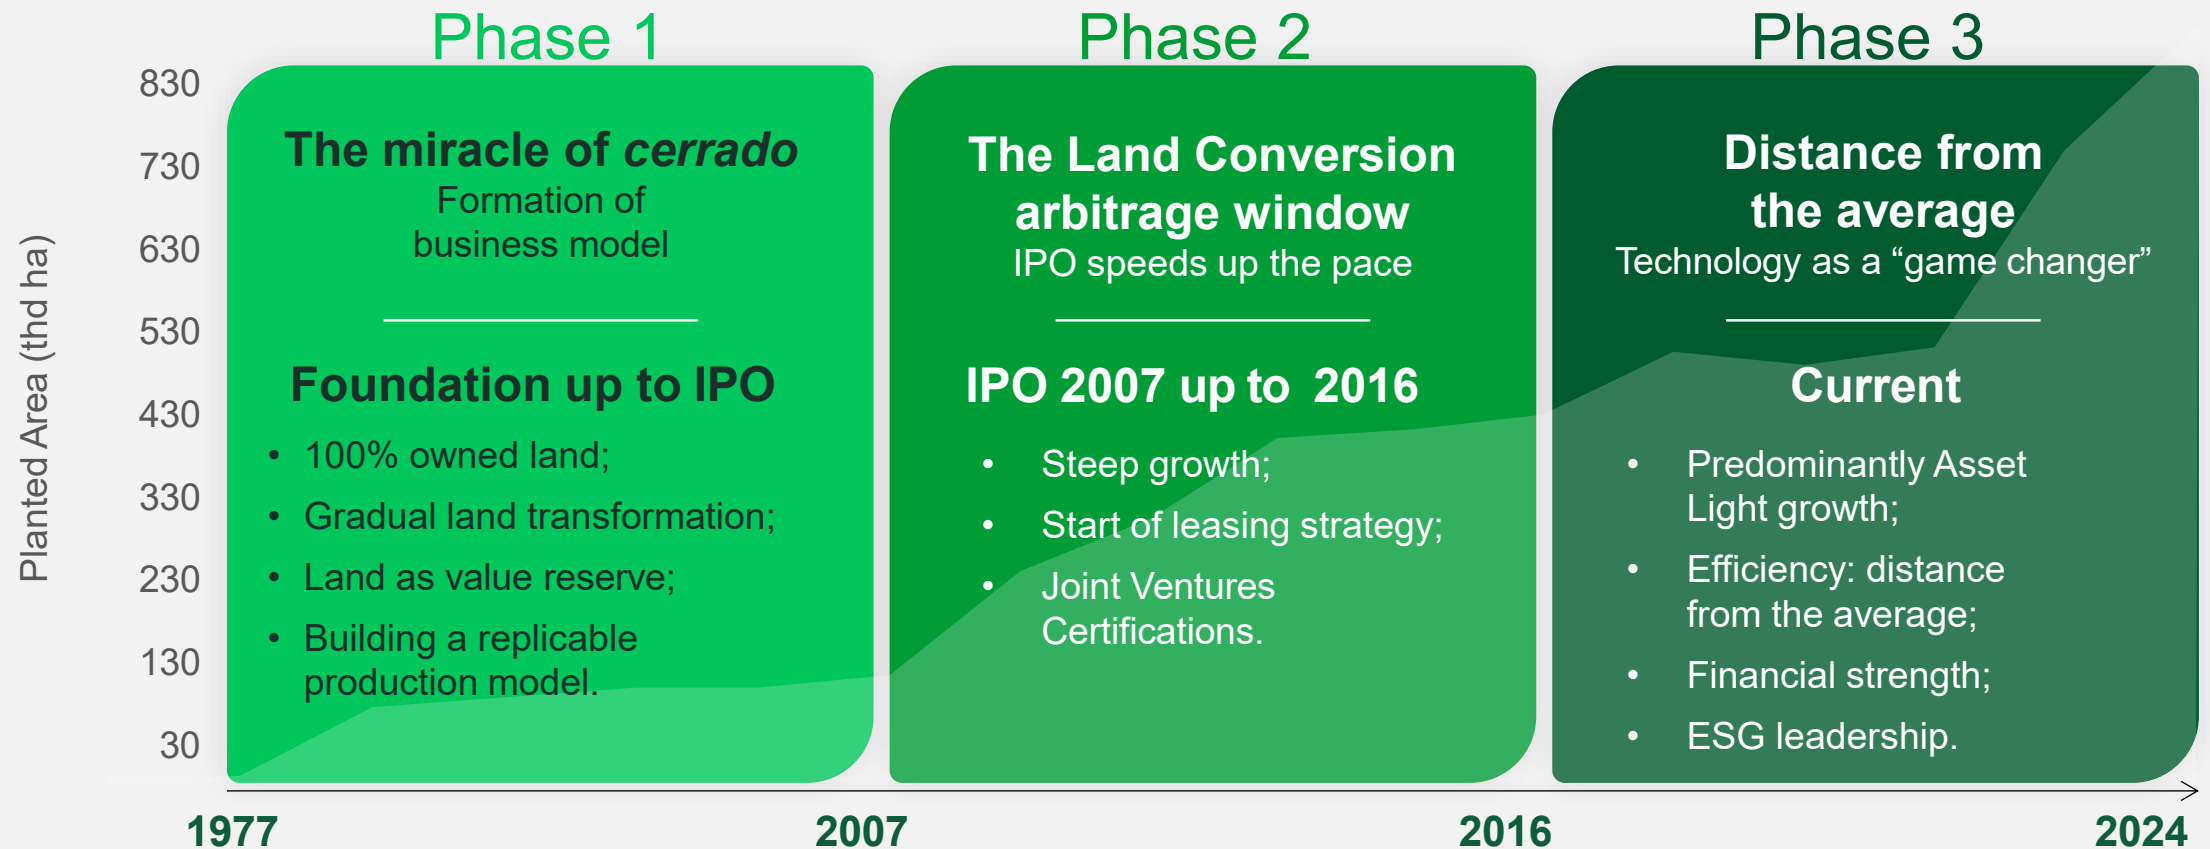 Phase 1
Phase 2
Phase 3
Planted Area (thd ha)
830
730
630
530
430
330
230
130
30
The miracle of cerrado
Formation of
business model
Foundation up to IPO
• 100% owned land;
• Gradual land transformation;
• Land as value reserve;
• Building a replicable
production model.
The Land Conversion
arbitrage window
IPO speeds up the pace
IPO 2007 up to 2016
• Steep growth;
• Start of leasing strategy;
• Joint Ventures
Certifications.
Distance from
the average
Technology as a “game changer”
Current
• Predominantly Asset
Light growth;
• Efficiency: distance
from the average;
• Financial strength;
• ESG leadership.
1977
2007
2016
2024